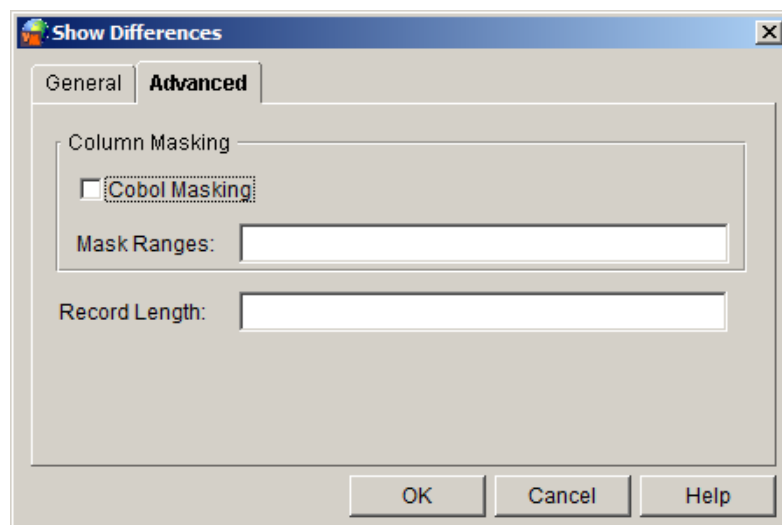 Show Differences
General Advanced
Column Masking
Cobol Masking
Mask Ranges:
Record Length:
OK Cancel Help